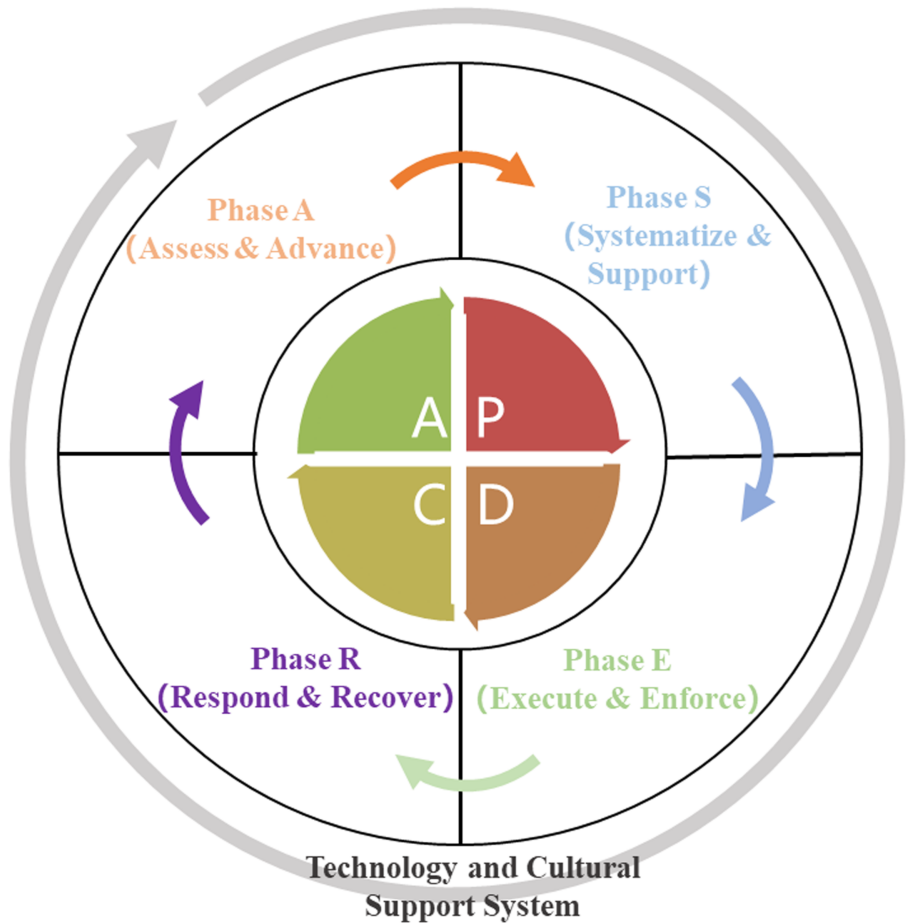 Phase A
(Assess & Advance)
Phase S
(Systematize &
Support)
A
P
C
D
Phase R
(Respond & Recover)
Phase E
(Execute & Enforce)
Technology and Cultural
Support System